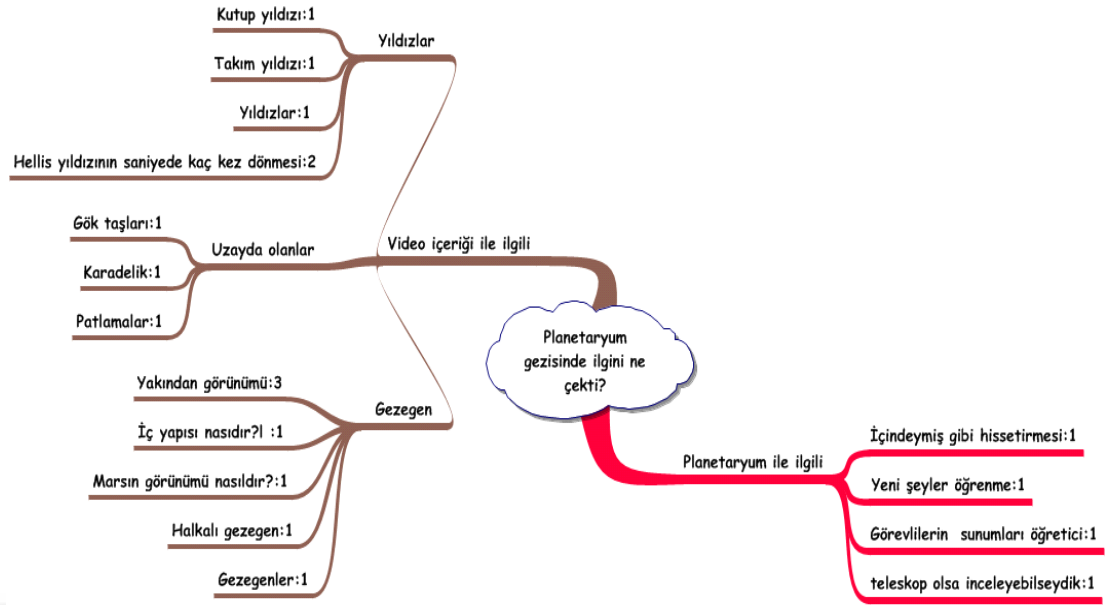 Kutup yıldızı:1
Takım yıldızı:1
Yıldızlar:1
Hellis yıldızının saniyede kaç kez dönmesi:2
Yıldızlar
Gök taşları:1
Karadelik:1
Patlamalar:1
Uzayda olanlar
Video içeriği ile ilgili
Yakından görünümü:3
İç yapısı nasıdır?l :1
Marsın görünümü nasıldır?:1
Halkalı gezegen:1
Gezegenler:1
Gezegen
Planetaryum
gezisinde ilgini ne
çekti?
Planetaryum ile ilgili
İçindeymiş gibi hissetirmesi:1
Yeni şeyler öğrenme:1
Görevlilerin  sunumları öğretici:1
teleskop olsa inceleyebilseydik:1